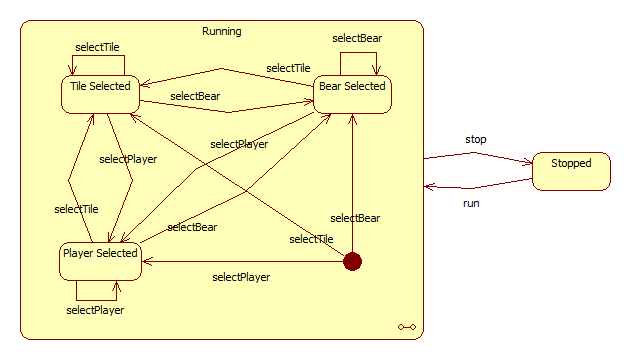 Running
selectTile
selectBear
selectTile
Tile Selected
Bear Selected
selectBear
stop
selectPlayer
selectPlayer
Stopped
run
selectTile
selectBear
selectBear
selectTile
Player Selected
selectPlayer
selectPlayer